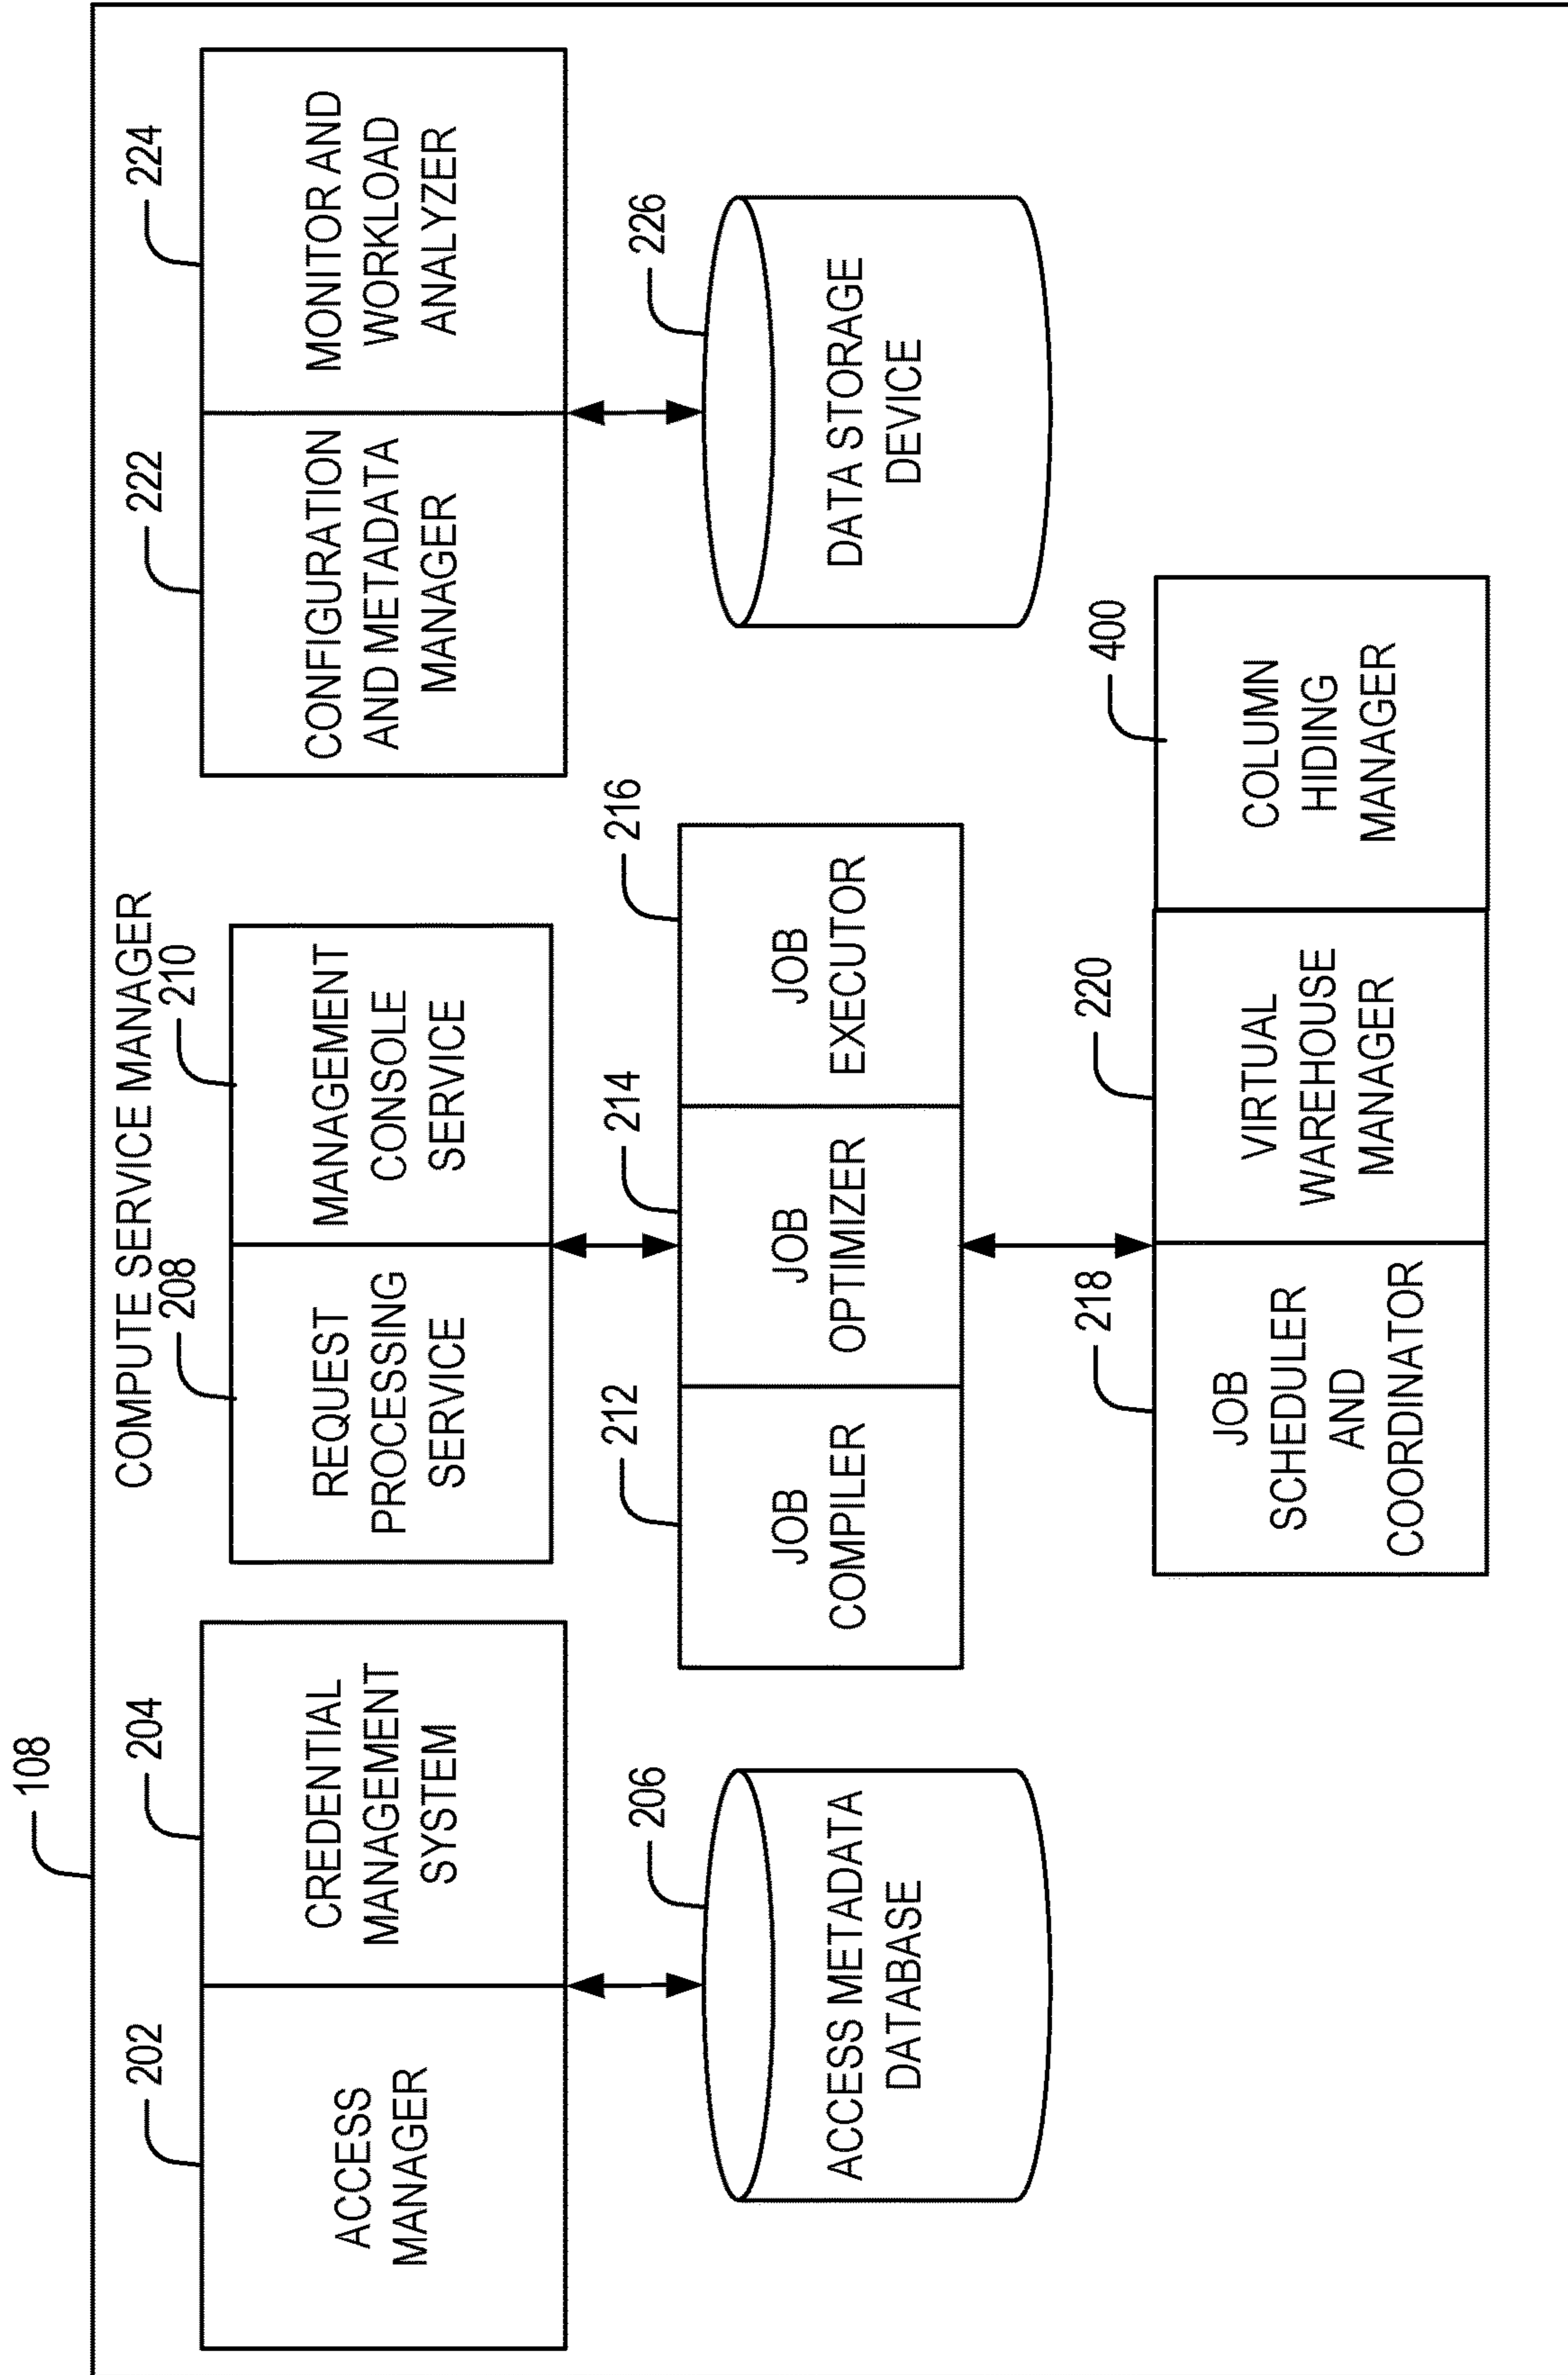 108
COMPUTE SERVICE MANAGER
202
204
ACCESS
MANAGER
CREDENTIAL
MANAGEMENT
SYSTEM
206
ACCESS METADATA
DATABASE
208
210
REQUEST
PROCESSING
SERVICE
MANAGEMENT
CONSOLE
SERVICE
212
214
216
JOB
COMPILER
JOB
OPTIMIZER
JOB
EXECUTOR
218
220
400
JOB
SCHEDULER
AND
COORDINATOR
VIRTUAL
WAREHOUSE
MANAGER
COLUMN
HIDING
MANAGER
222
224
CONFIGURATION
AND METADATA
MANAGER
MONITOR AND
WORKLOAD
ANALYZER
226
DATA STORAGE
DEVICE